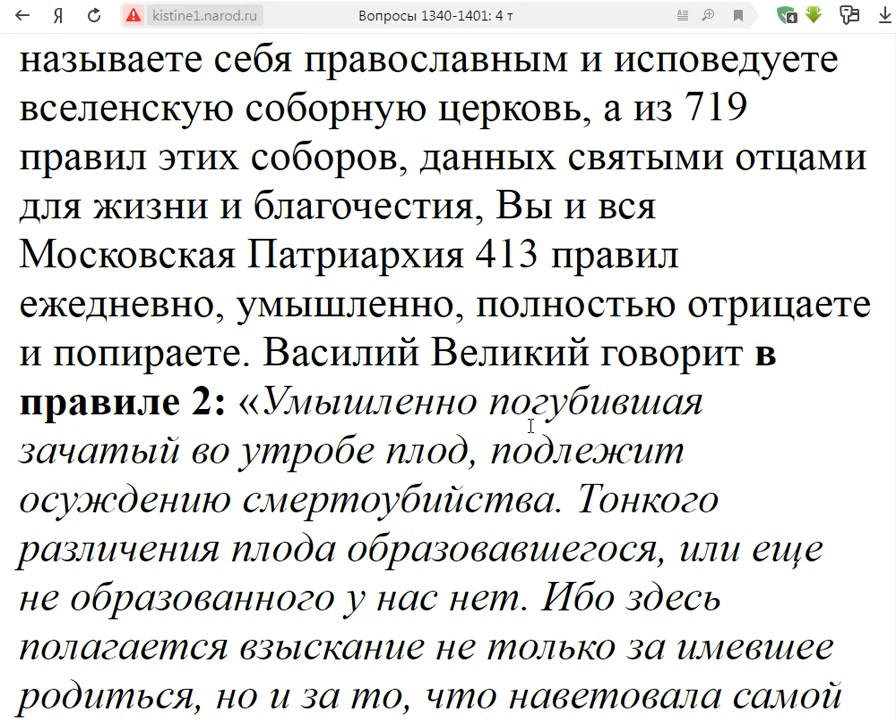 kistine1.narod.ru
Вопросы 1340-1401: 4 т
называете себя православным и исповедуете
вселенскую соборную церковь, а из 719
правил этих соборов, данных святыми отцами
для жизни и благочестия, Вы и вся
Московская Патриархия 413 правил
ежедневно, умышленно, полностью отрицаете
и попираете. Василий Великий говорит в
правиле 2: «Умышленно погубившая
зачатый во утробе плод, подлежит
осуждению смертоубийства. Тонкого
различения плода образовавшегося, или еще
не образованного у нас нет. Ибо здесь
полагается взыскание не только за имевшее
родиться, но и за то, что наветовала самой